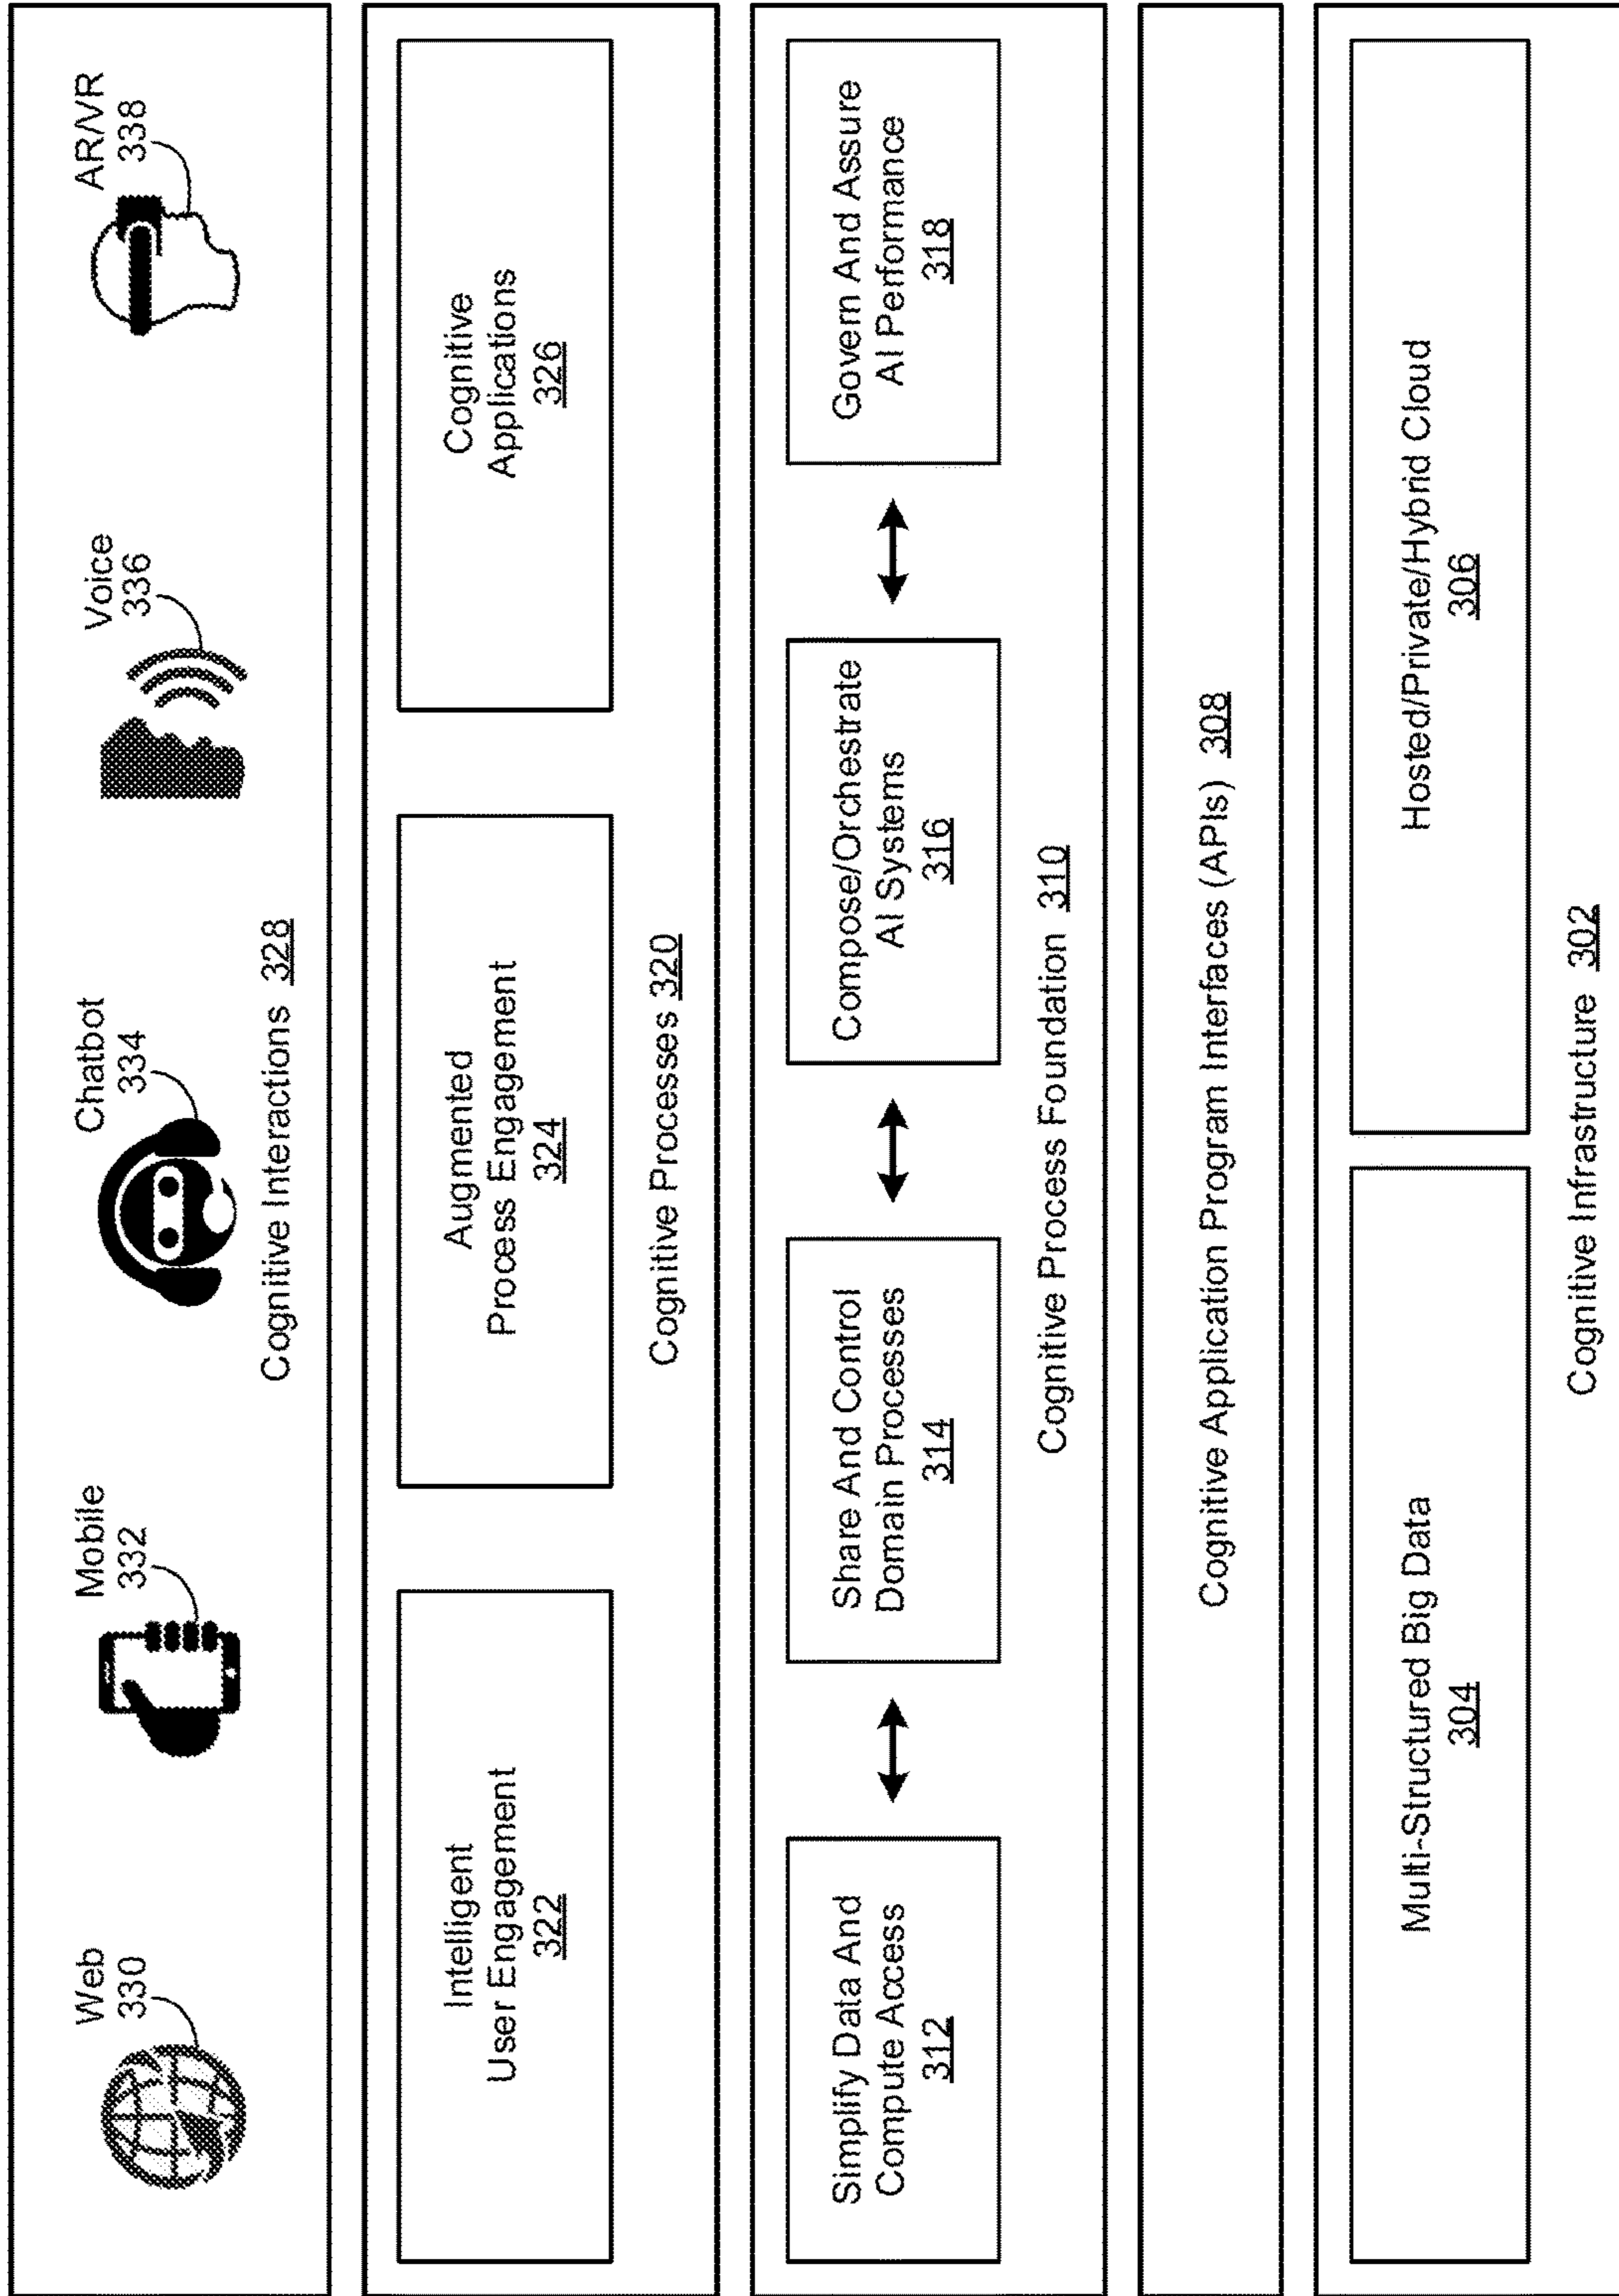 Web
330
Mobile
332
Chatbot
334
Voice
336
AR/VR
338
Cognitive Interactions 328
Intelligent
User Engagement
322
Augmented
Process Engagement
324
Cognitive
Applications
326
Cognitive Processes 320
Simplify Data And
Compute Access
312
Share And Control
Domain Processes
314
Compose/Orchestrate
AI Systems
316
Govern And Assure
AI Performance
318
Cognitive Process Foundation 310
Cognitive Application Program Interfaces (APIs) 308
Multi-Structured Big Data
304
Hosted/Private/Hybrid Cloud
306
Cognitive Infrastructure 302